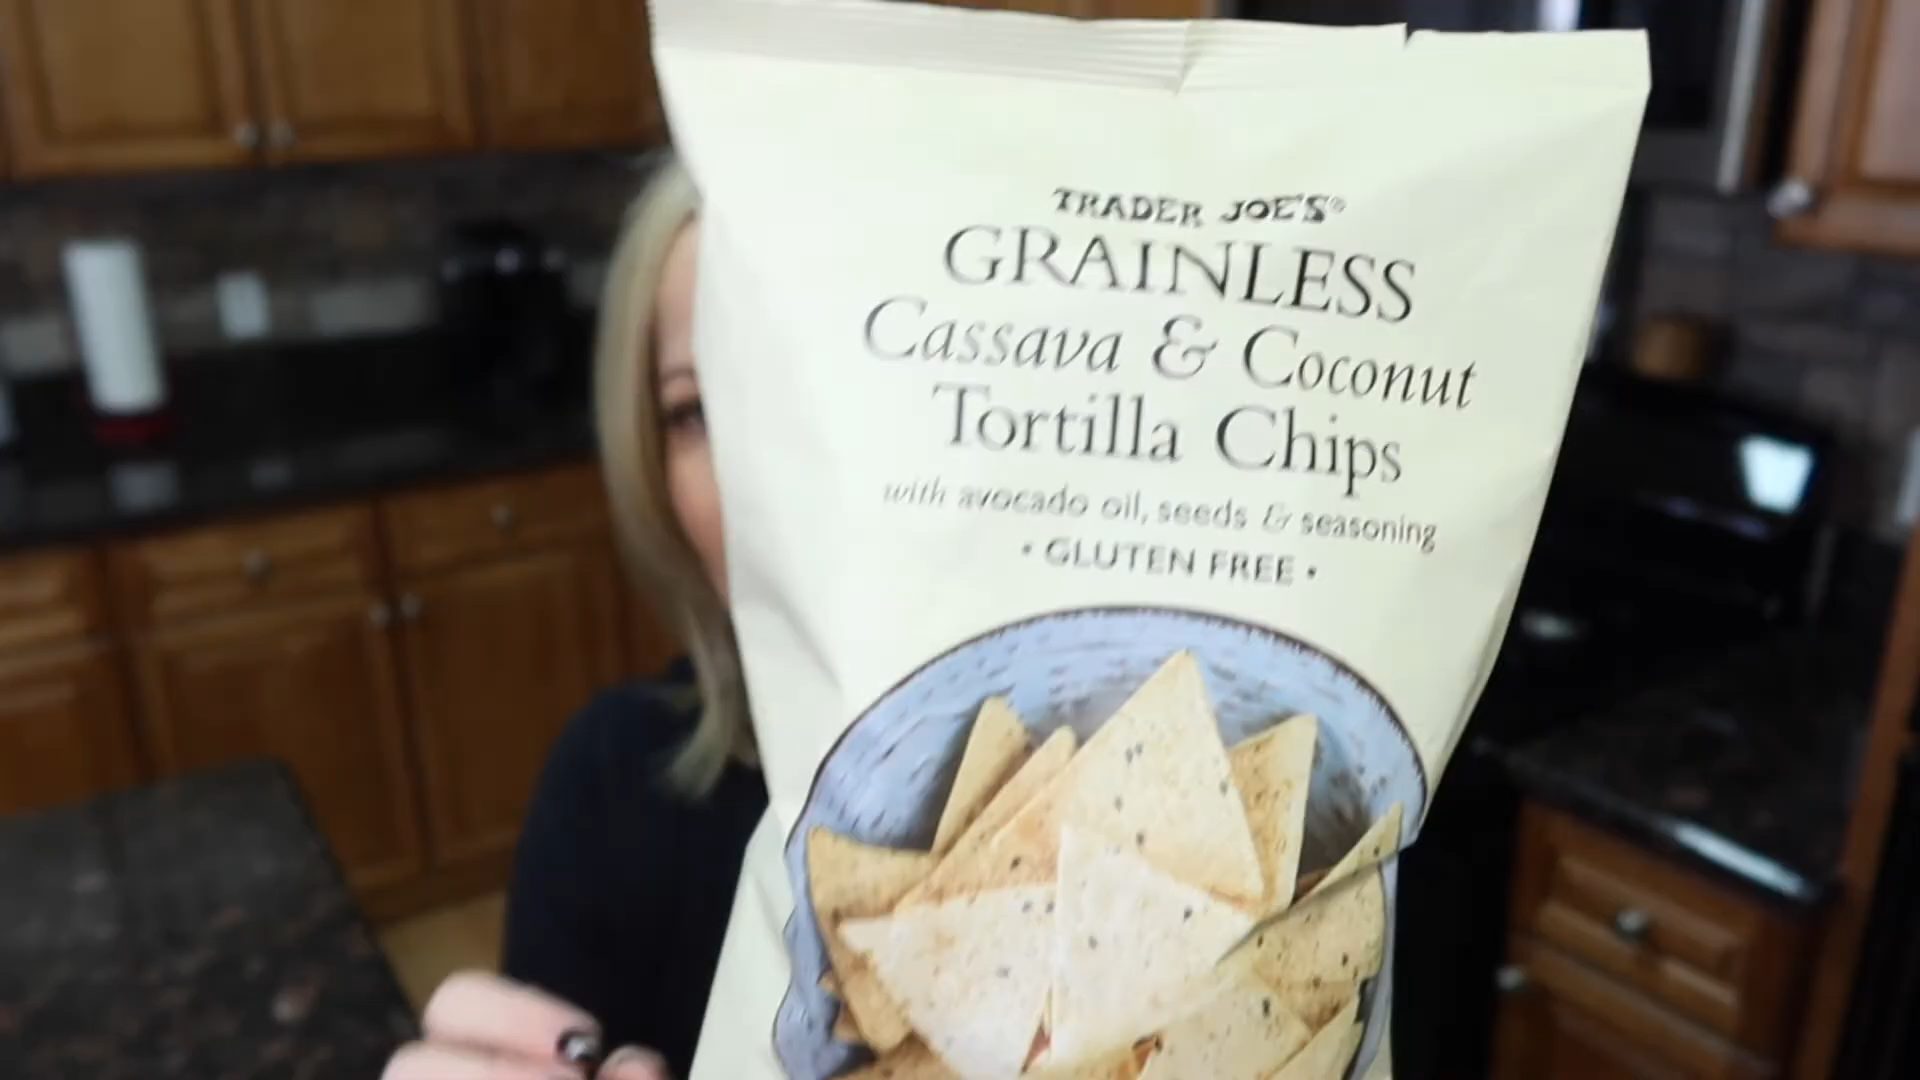 TRADER JOE'S®
GRAINLESS
Cassava & Coconut
Tortilla Chips
with avocado oil, seeds & seasoning
• GLUTEN FREE •